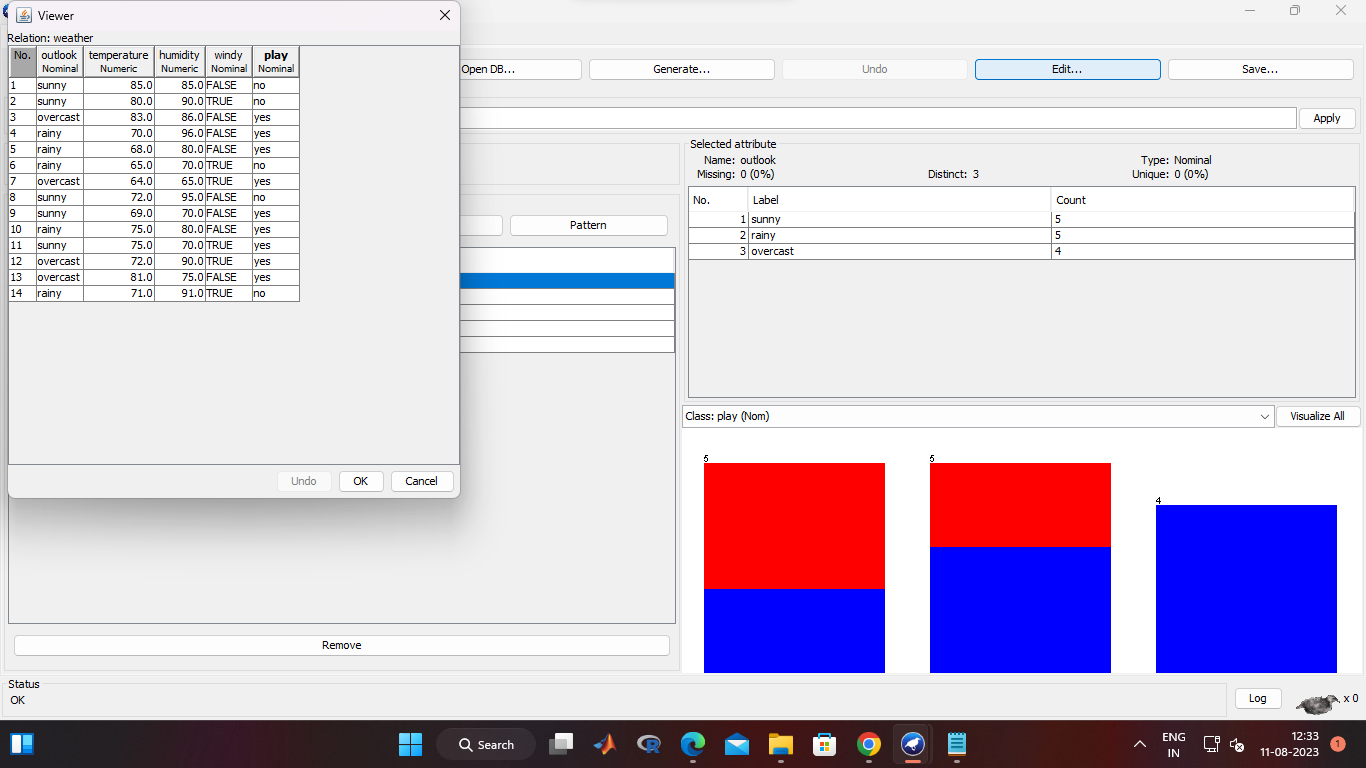 Viewer
Relation: weather
No. outlook temperature humidity windy play
Nominal Numeric Numeric Nominal Nominal
1 sunny 85.0 85.0 FALSE no
2 sunny 80.0 90.0 TRUE no
3 overcast 83.0 86.0 FALSE yes
4 rainy 70.0 96.0 FALSE yes
5 rainy 68.0 80.0 FALSE yes
6 rainy 65.0 70.0 TRUE no
7 overcast 64.0 65.0 TRUE yes
8 sunny 72.0 95.0 FALSE no
9 sunny 69.0 70.0 FALSE yes
10 rainy 75.0 80.0 FALSE yes
11 sunny 75.0 70.0 TRUE yes
12 overcast 72.0 90.0 TRUE yes
13 overcast 81.0 75.0 FALSE yes
14 rainy 71.0 91.0 TRUE no
Undo OK Cancel
Open DB... Generate... Undo Edit... Save...
Apply
Pattern
Remove
Selected attribute
Name: outlook Type: Nominal
Missing: 0 (0%) Distinct: 3 Unique: 0 (0%)
No. Label Count
1 sunny 5
2 rainy 5
3 overcast 4
Class: play (Nom) Visualize All
5 5 4
Status
OK
Log x 0
Search
ENG
IN
12:33
11-08-2023
1